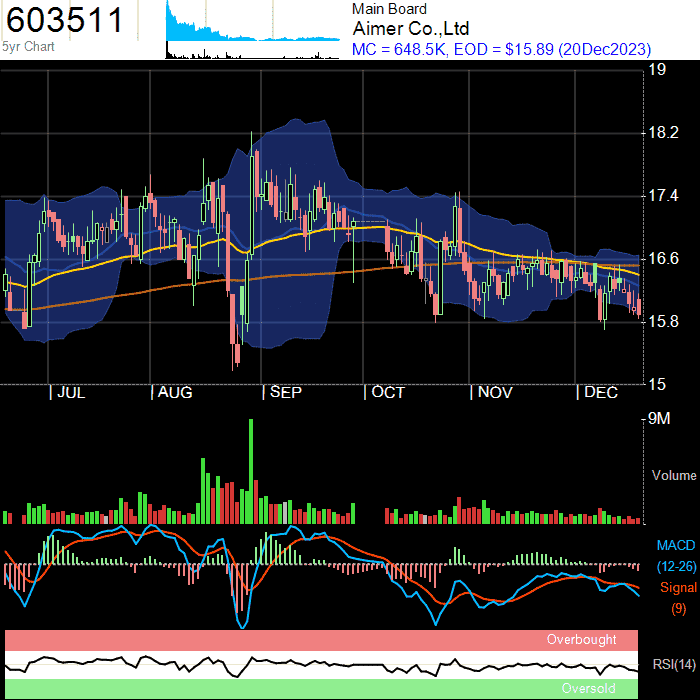 603511
5yr Chart
Main Board
Aimer Co.,Ltd
MC = 648.5K, EOD = $15.89 (20Dec2023)
19
18.2
17.4
16.6
15.8
15
| JUL | AUG | SEP | OCT | NOV | DEC
9M
Volume
MACD
(12-26)
Signal
(9)
Overbought
RSI(14)
Oversold